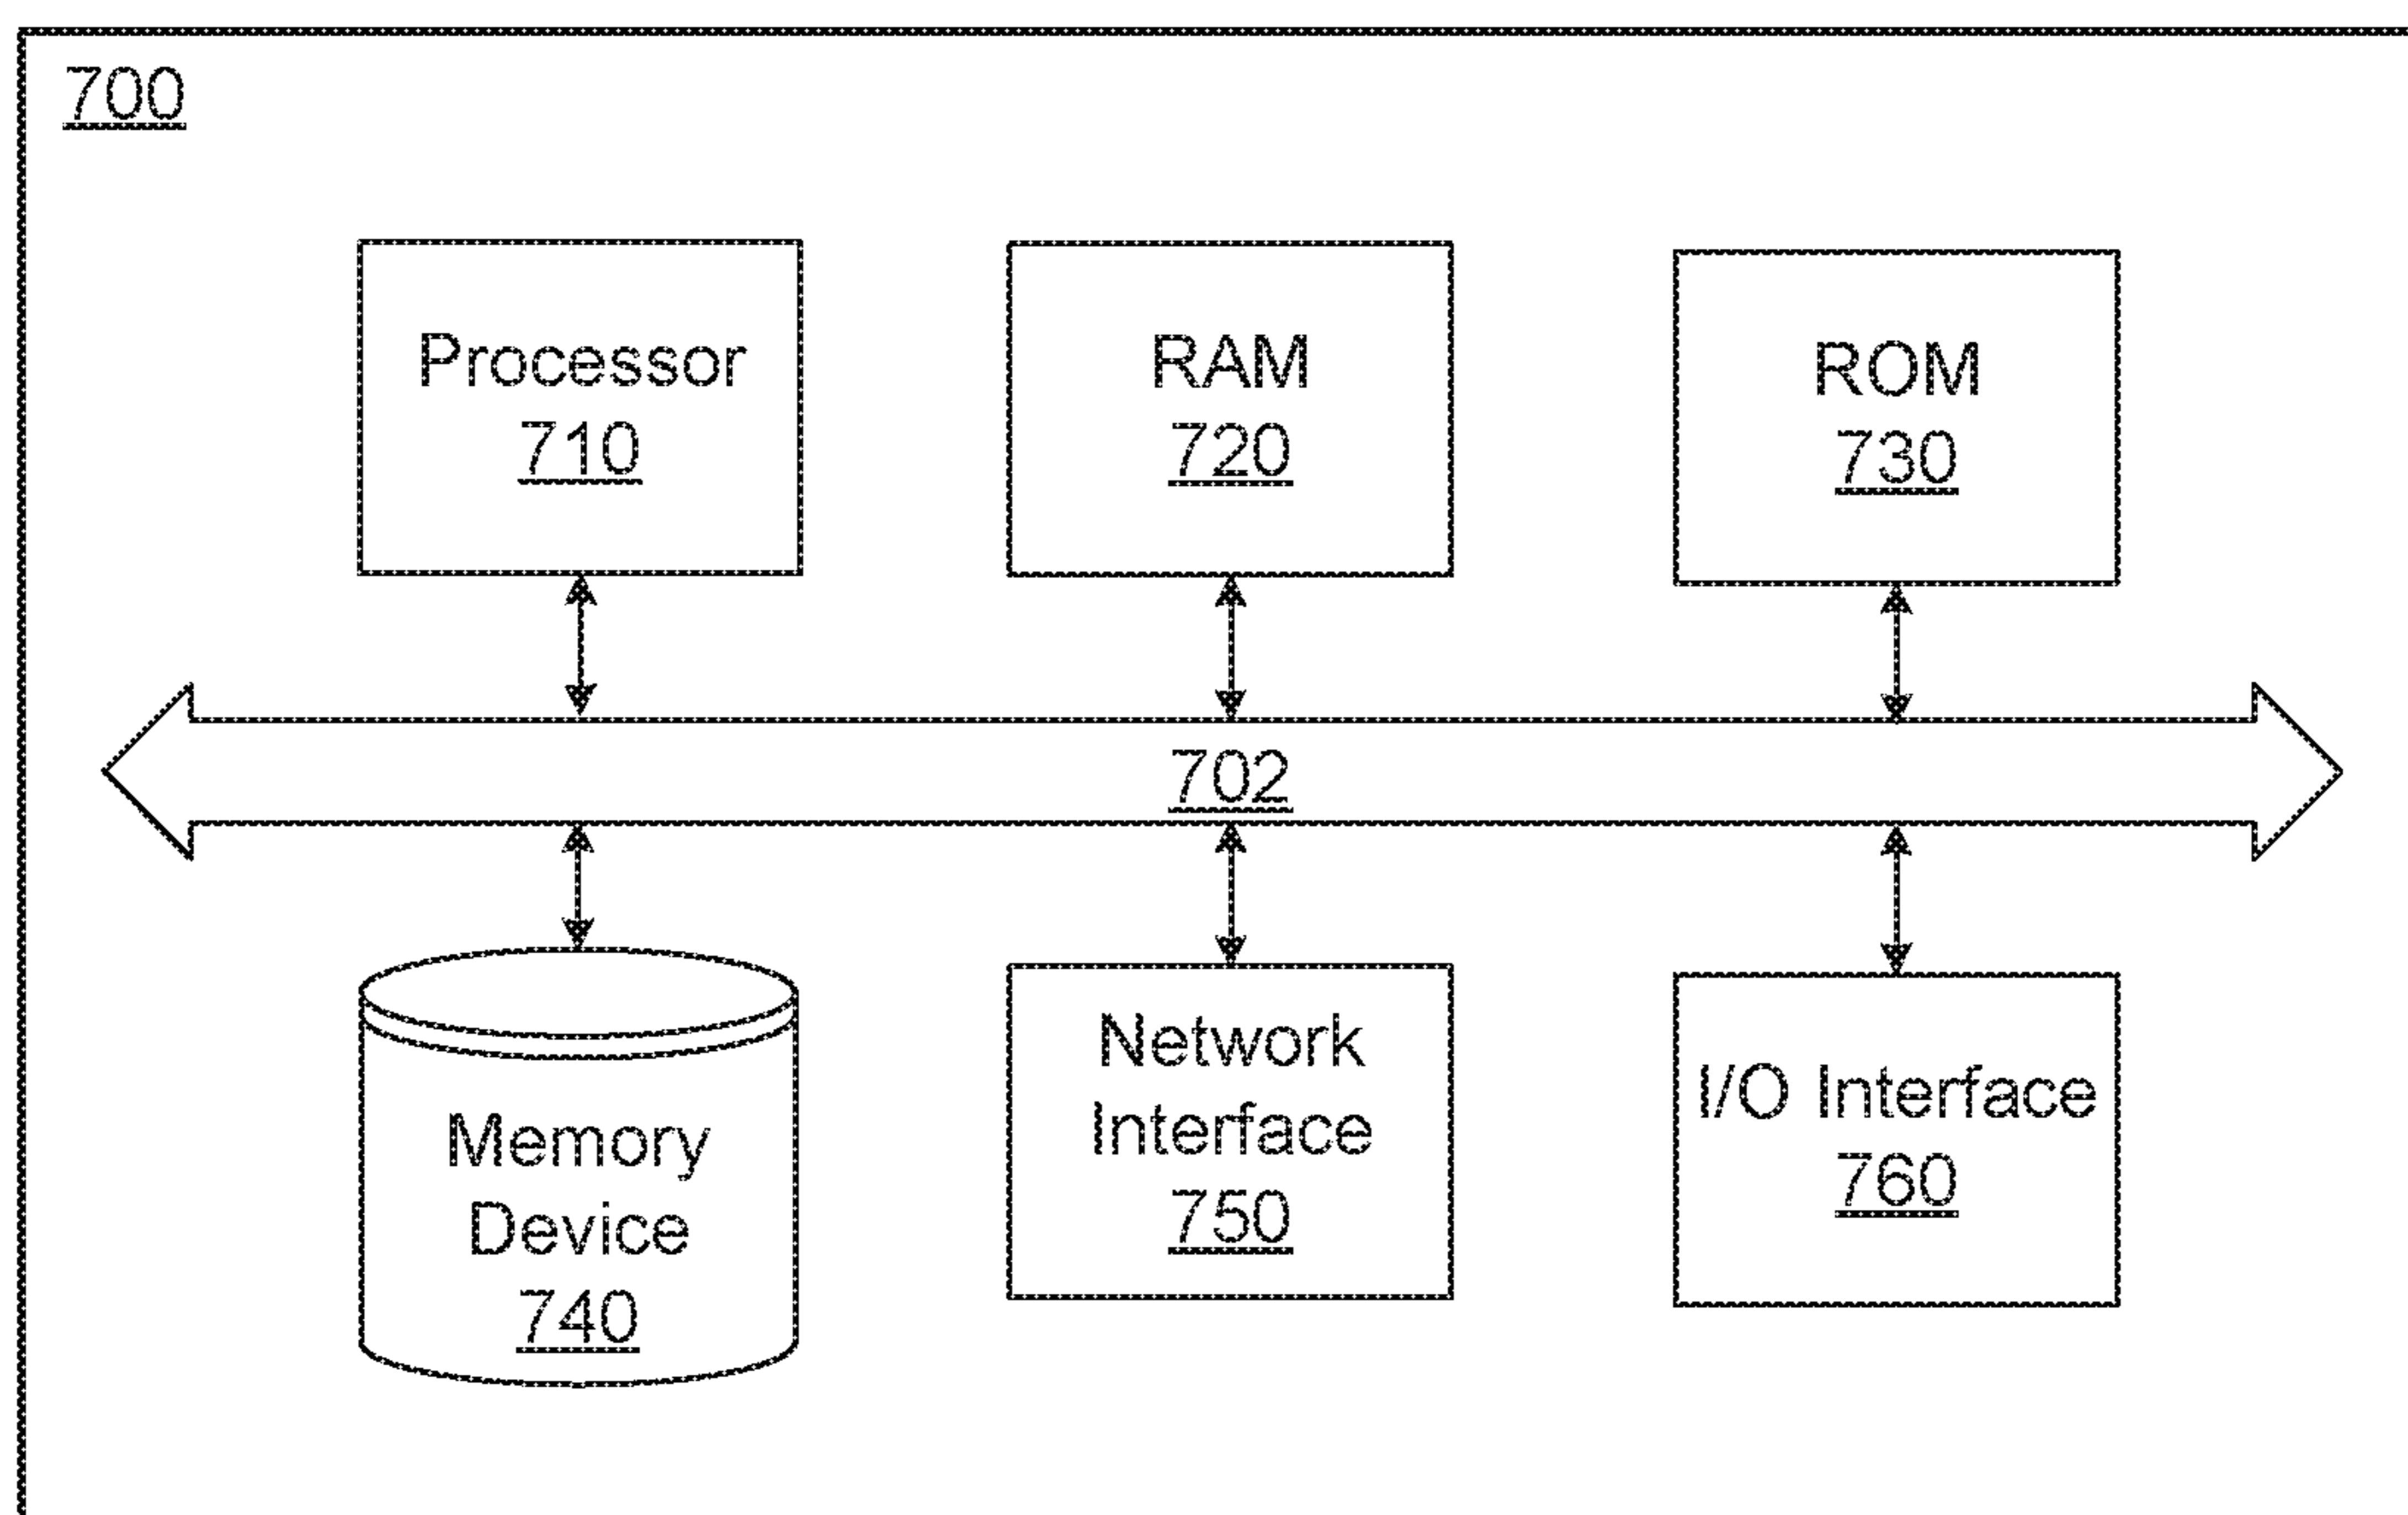 700
Processor
710
RAM
720
ROM
730
702
Memory
Device
740
Network
Interface
750
I/O Interface
760